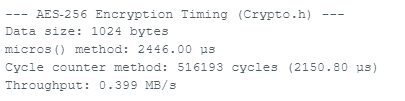 --- AES-256 Encryption Timing (Crypto.h) ---
Data size: 1024 bytes
micros() method: 2446.00 µs
Cycle counter method: 516193 cycles (2150.80 µs)
Throughput: 0.399 MB/s